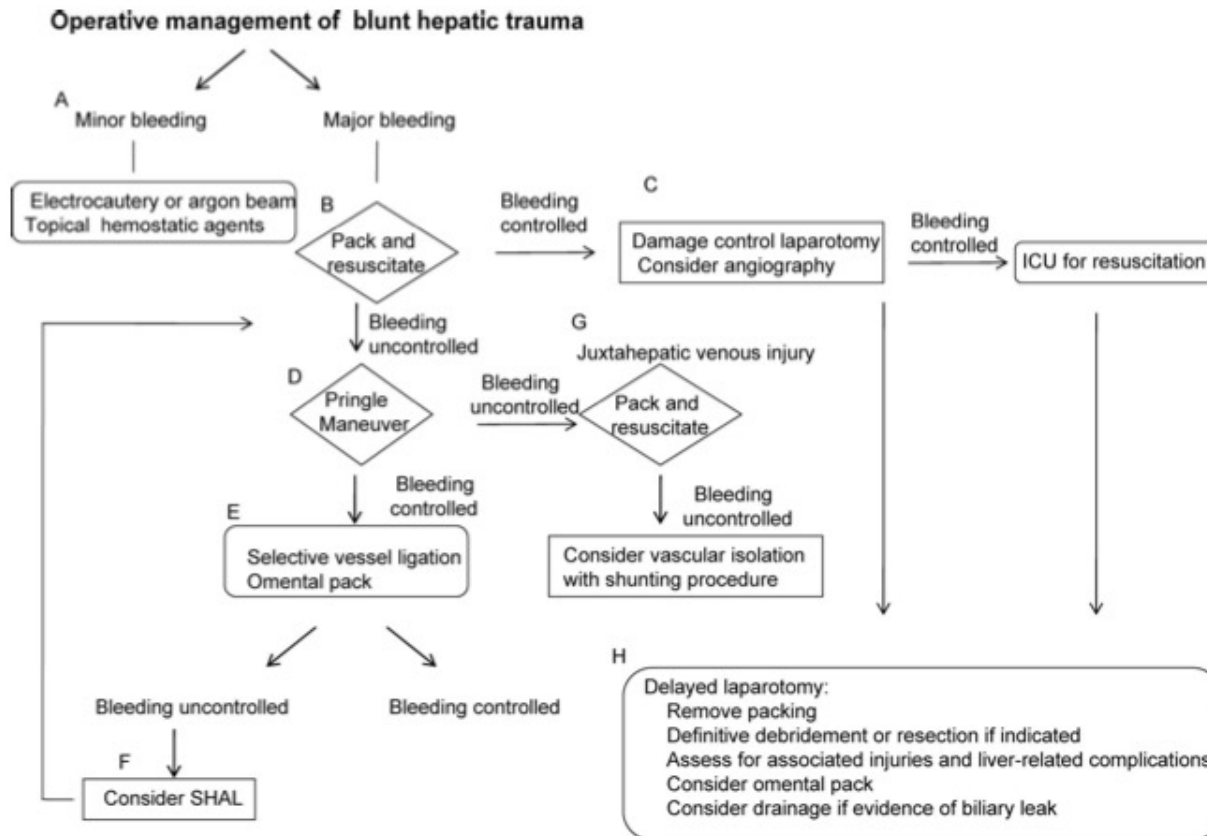 Operative management of blunt hepatic trauma
A
Minor bleeding
Major bleeding
Electrocautery or argon beam
Topical hemostatic agents
B
Pack and
resuscitate
Bleeding
controlled
C
Damage control laparotomy
Consider angiography
Bleeding
controlled
ICU for resuscitation
Bleeding
uncontrolled
D
Pringle
Maneuver
Bleeding
uncontrolled
G
Juxtahepatic venous injury
Pack and
resuscitate
Bleeding
controlled
E
Selective vessel ligation
Omental pack
Bleeding
uncontrolled
Consider vascular isolation
with shunting procedure
Bleeding uncontrolled
Bleeding controlled
F
Consider SHAL
H
Delayed laparotomy:
Remove packing
Definitive debridement or resection if indicated
Assess for associated injuries and liver-related complications
Consider omental pack
Consider drainage if evidence of biliary leak